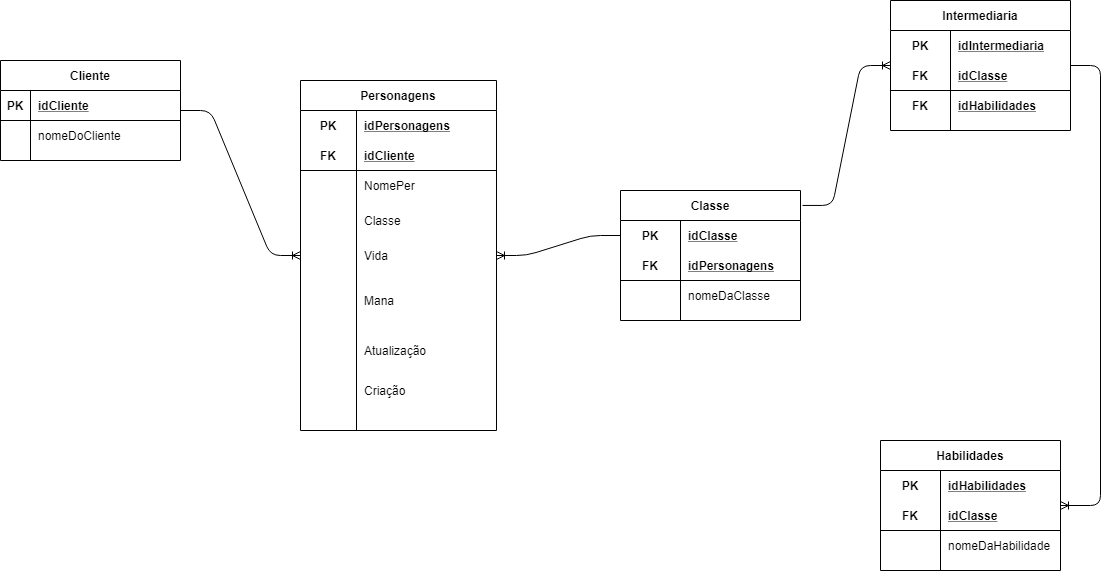 Cliente
PK idCliente
nomeDoCliente
Personagens
PK idPersonagens
FK idCliente
NomePer
Classe
Vida
Mana
Atualização
Criação
Classe
PK idClasse
FK idPersonagens
nomeDaClasse
Intermediaria
PK idIntermediaria
FK idClasse
FK idHabilidades
Habilidades
PK idHabilidades
FK idClasse
nomeDaHabilidade